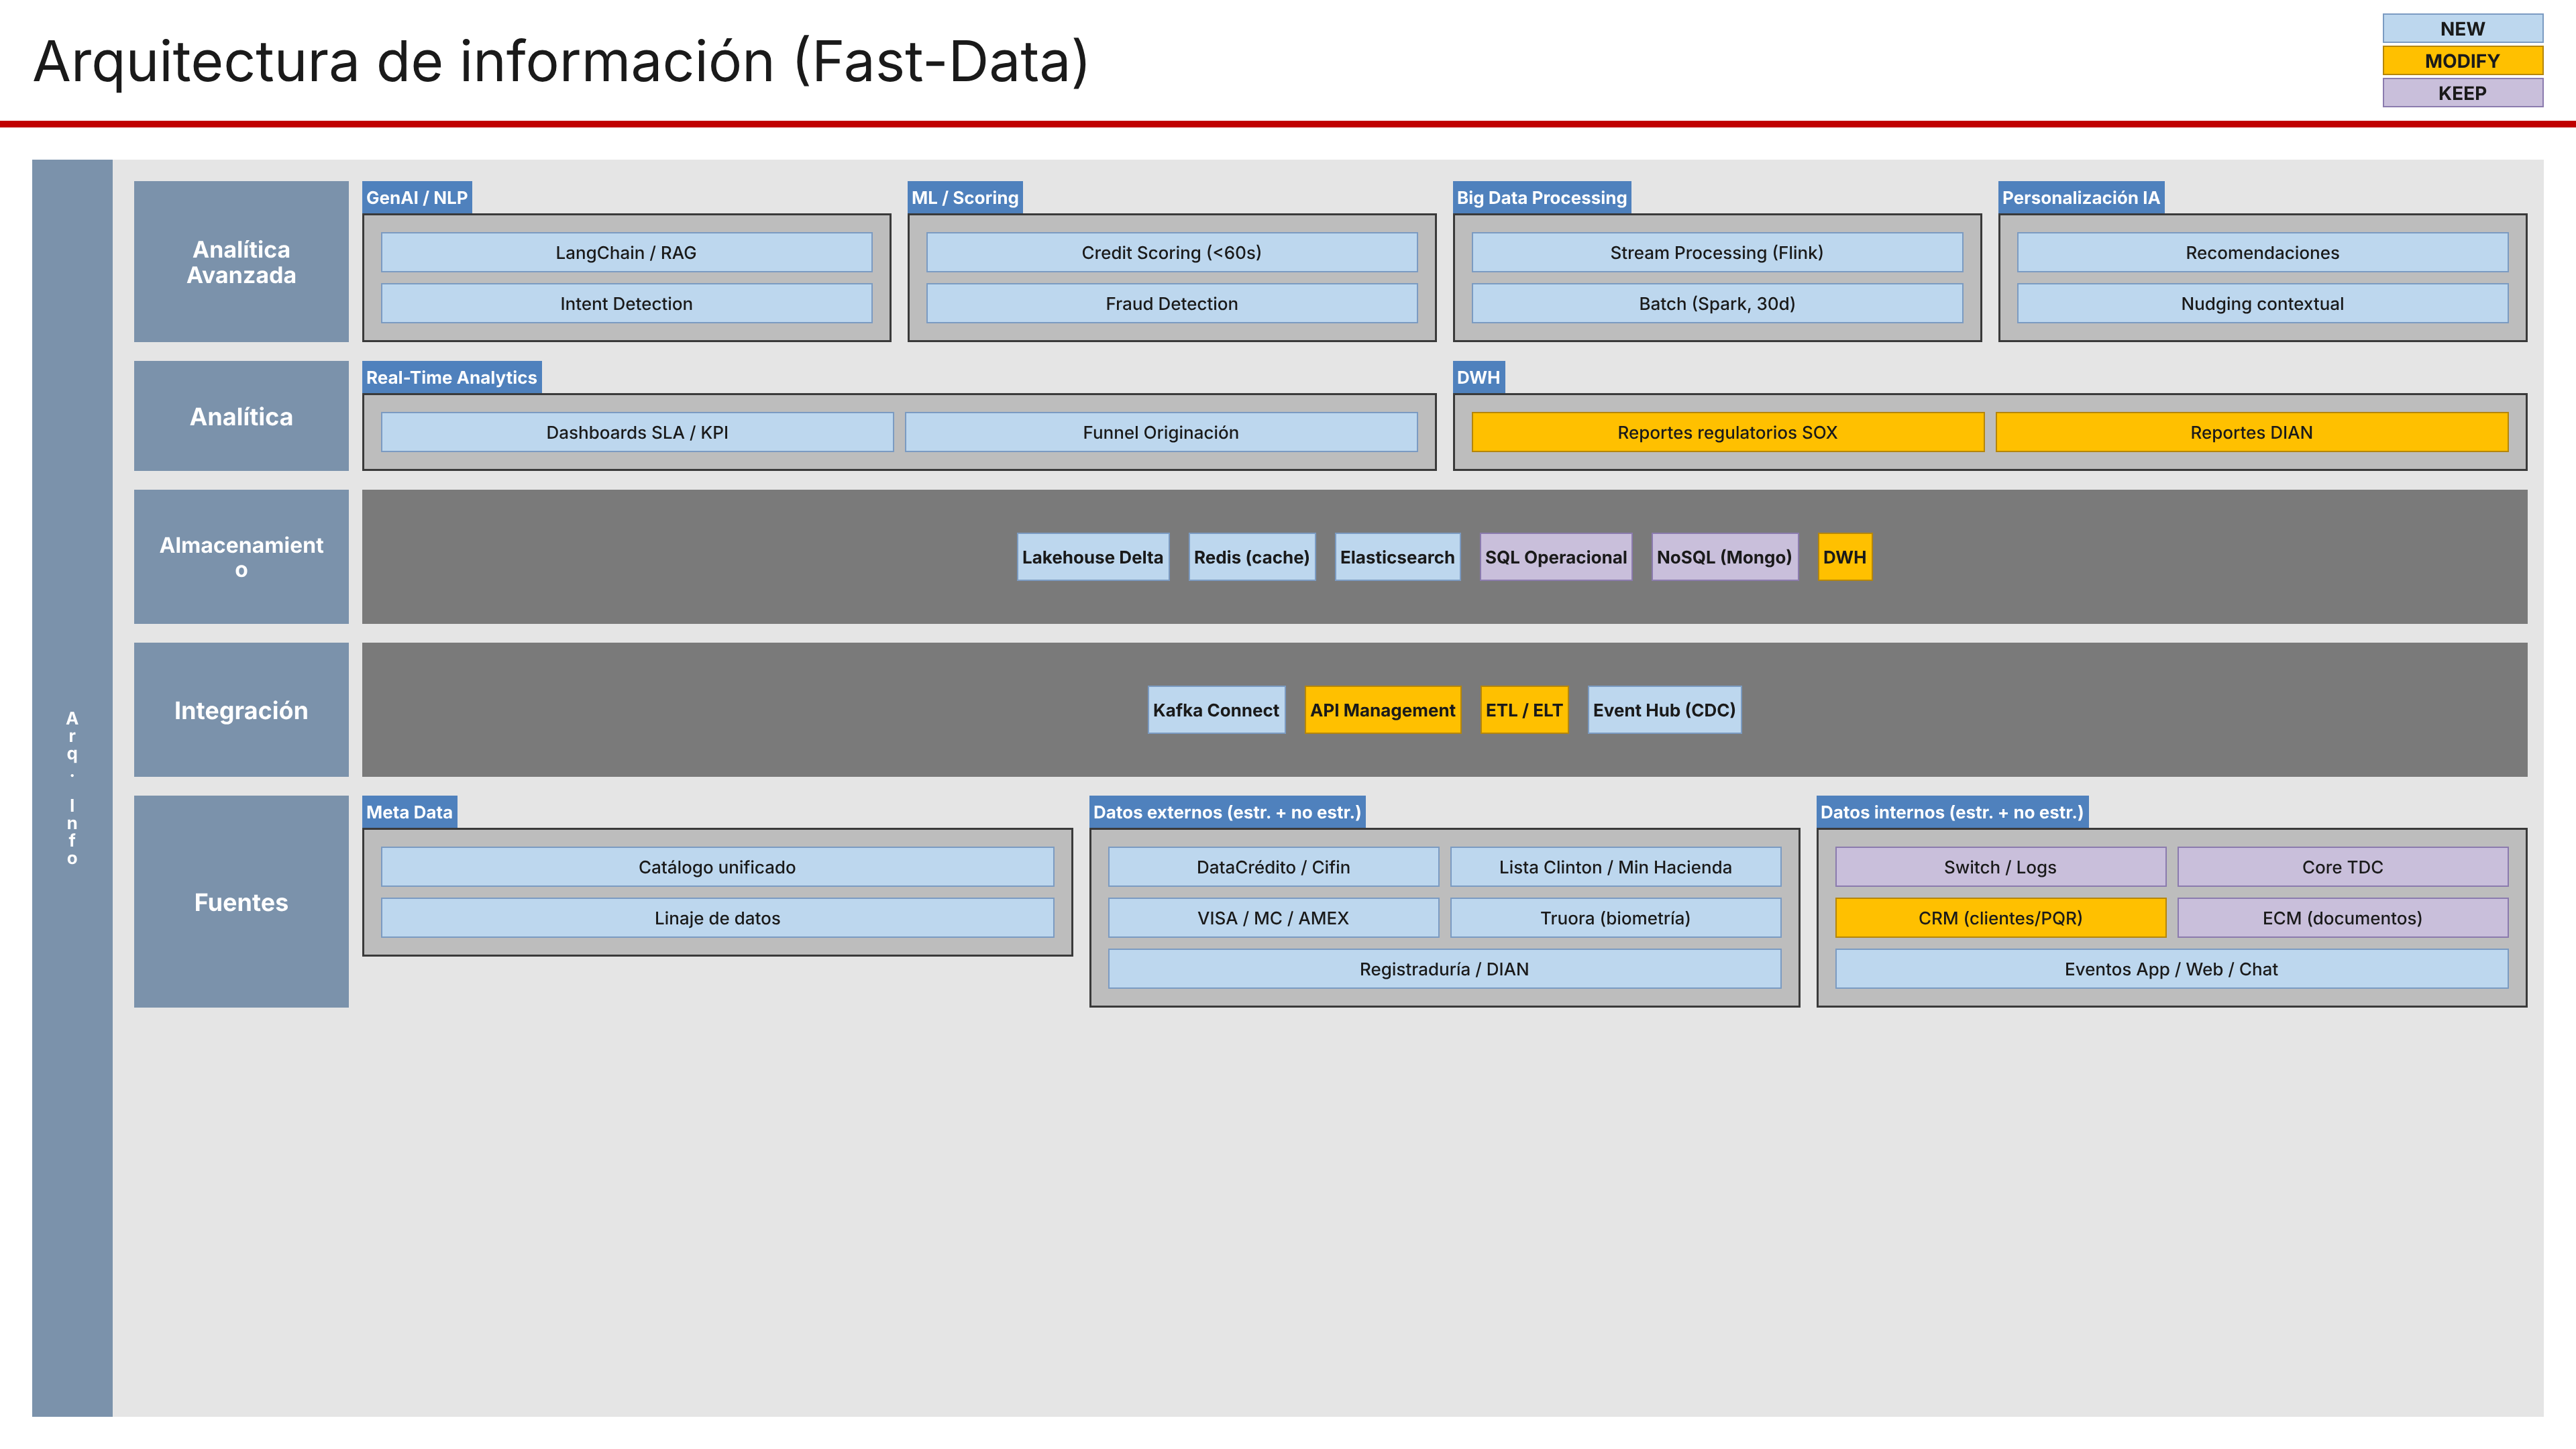 Arquitectura de información (Fast-Data)
NEW
MODIFY
KEEP
Arq. Info
Analítica
Avanzada
GenAI / NLP
LangChain / RAG
Intent Detection
ML / Scoring
Credit Scoring (<60s)
Fraud Detection
Big Data Processing
Stream Processing (Flink)
Batch (Spark, 30d)
Personalización IA
Recomendaciones
Nudging contextual
Analítica
Real-Time Analytics
Dashboards SLA / KPI
Funnel Originación
DWH
Reportes regulatorios SOX
Reportes DIAN
Almacenamient
o
Lakehouse Delta
Redis (cache)
Elasticsearch
SQL Operacional
NoSQL (Mongo)
DWH
Integración
Kafka Connect
API Management
ETL / ELT
Event Hub (CDC)
Fuentes
Meta Data
Catálogo unificado
Linaje de datos
Datos externos (estr. + no estr.)
DataCrédito / Cifin
Lista Clinton / Min Hacienda
VISA / MC / AMEX
Truora (biometría)
Registraduría / DIAN
Datos internos (estr. + no estr.)
Switch / Logs
Core TDC
CRM (clientes/PQR)
ECM (documentos)
Eventos App / Web / Chat